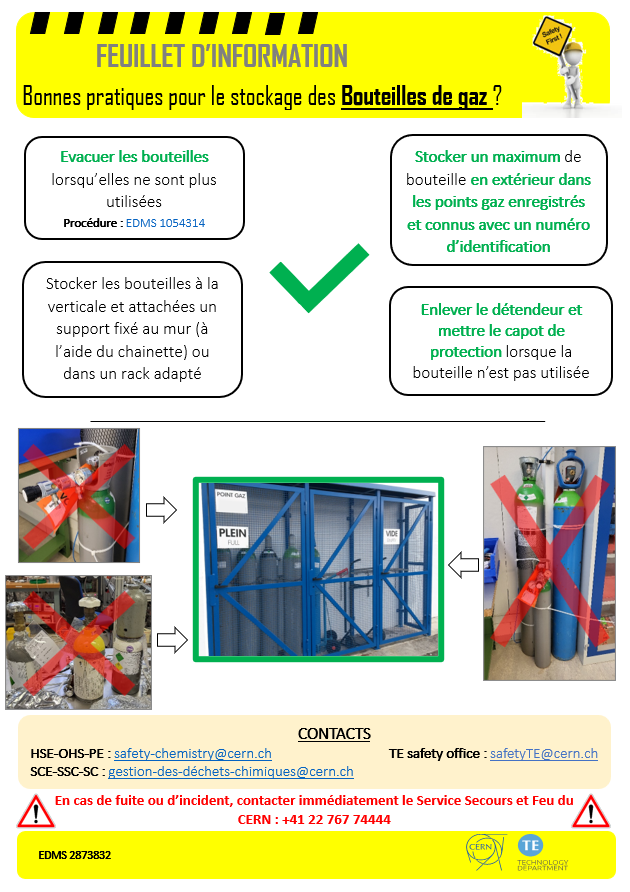 Safety First !
FEUILLET D'INFORMATION
Bonnes pratiques pour le stockage des Bouteilles de gaz ?
Evacuer les bouteilles
lorsqu'elles ne sont plus
utilisées
Procédure : EDMS 1054314
Stocker un maximum de
bouteille en extérieur dans
les points gaz enregistrés
et connus avec un numéro
d'identification
Stocker les bouteilles à la
verticale et attachées un
support fixé au mur (à
l'aide du chainette) ou
dans un rack adapté
Enlever le détendeur et
mettre le capot de
protection lorsque la
bouteille n'est pas utilisée
POINT GAZ
PLEIN
FULL
VIDE
CONTACTS
HSE-OHS-PE : safety-chemistry@cern.ch
TE safety office : safetyTE@cern.ch
SCE-SSC-SC : gestion-des-déchets-chimiques@cern.ch
En cas de fuite ou d'incident, contacter immédiatement le Service Secours et Feu du
CERN : +41 22 767 74444
EDMS 2873832
CERN
TE
TECHNOLOGY
DEPARTMENT